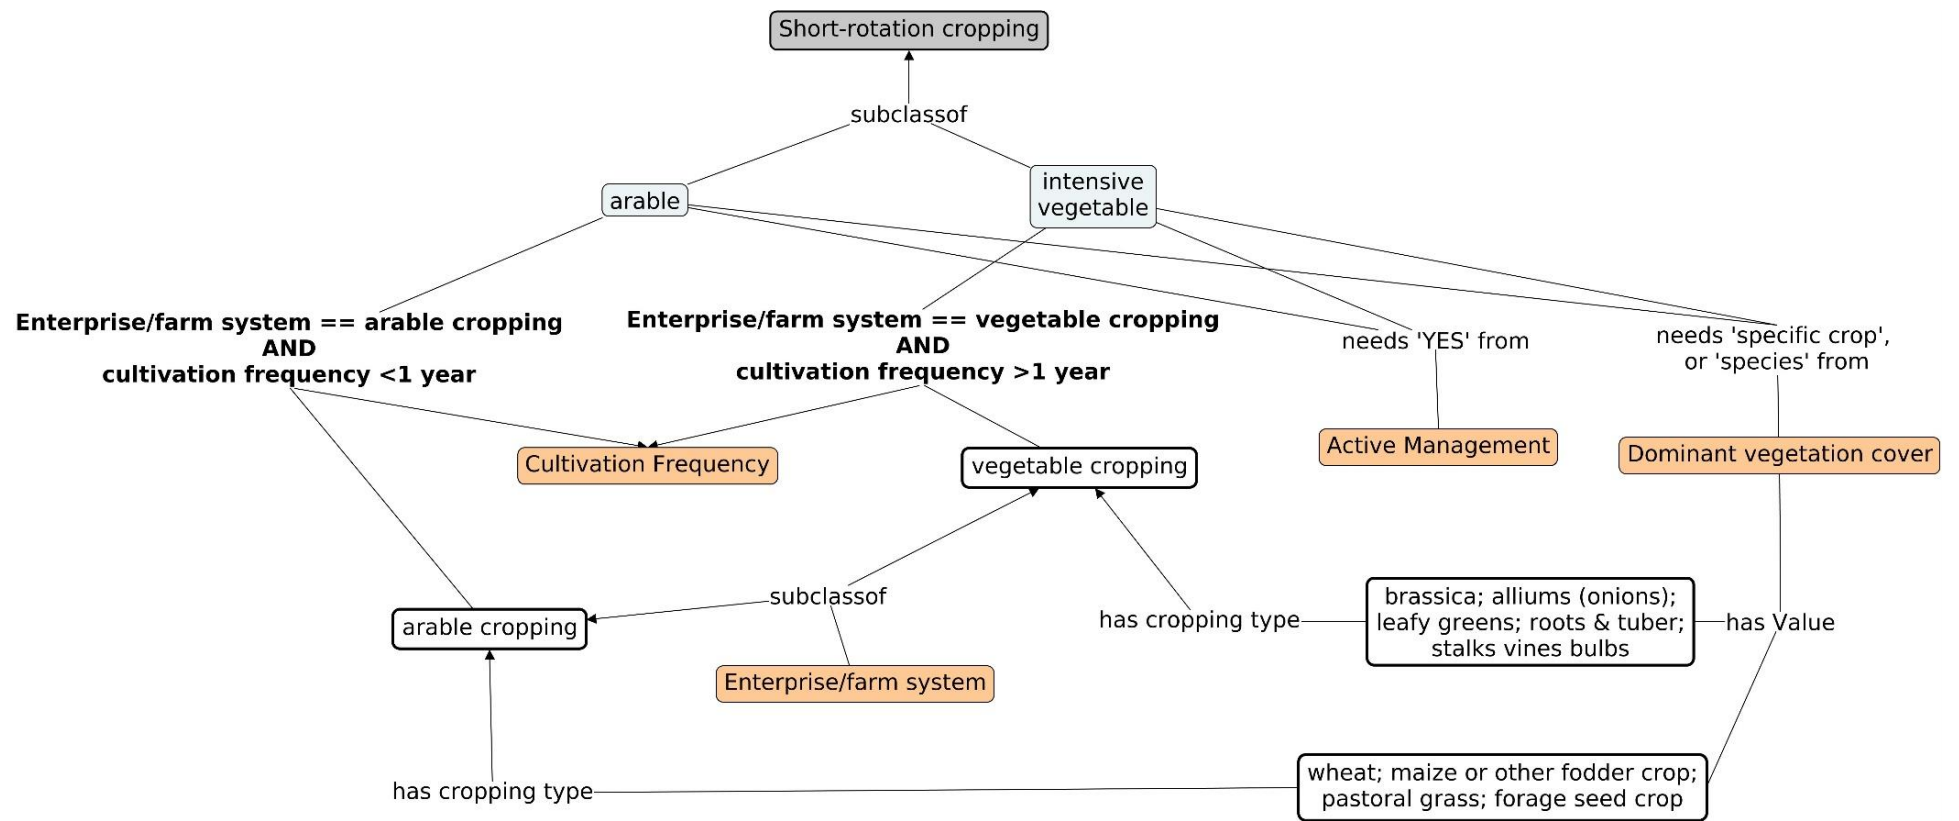 Short-rotation cropping
subclassof
arable
intensive
vegetable
Enterprise/farm system == arable cropping
AND
cultivation frequency <1 year
Enterprise/farm system == vegetable cropping
AND
cultivation frequency >1 year
needs 'YES' from
needs 'specific crop',
or 'species' from
Cultivation Frequency
vegetable cropping
Active Management
Dominant vegetation cover
subclassof
arable cropping
Enterprise/farm system
has cropping type
brassica; alliums (onions);
leafy greens; roots & tuber;
stalks vines bulbs
has Value
has cropping type
wheat; maize or other fodder crop;
pastoral grass; forage seed crop